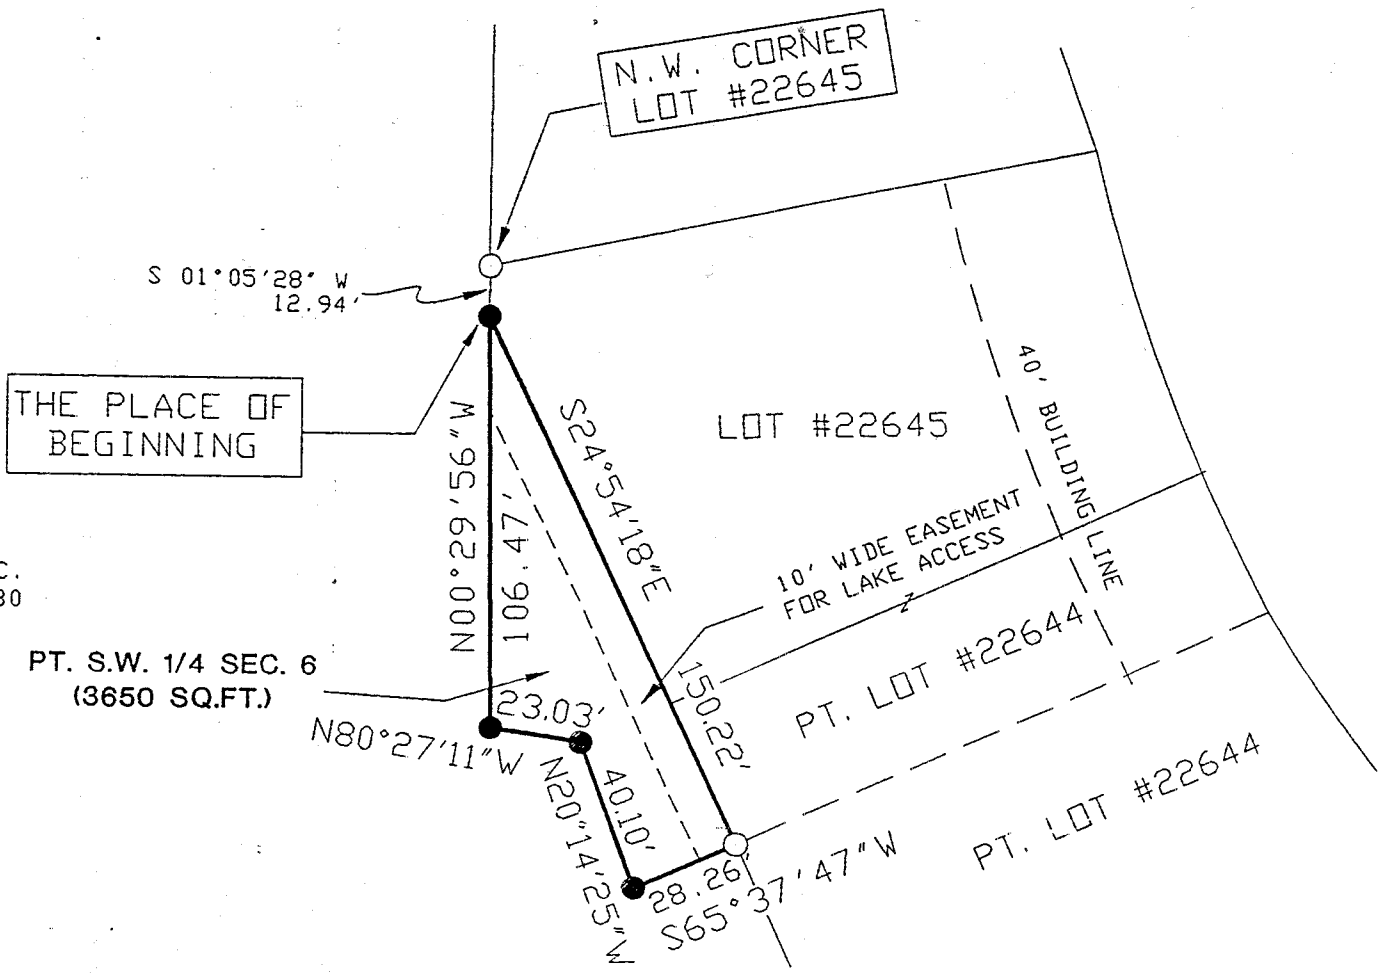 N.W. CORNER
LOT #22645
S 01°05'28" W
12.94'
THE PLACE OF
BEGINNING
N00°29'56"W
106.47'
S24°54'18"E
150.22'
LOT #22645
40' BUILDING LINE
10' WIDE EASEMENT
FOR LAKE ACCESS
Z
C.
30
PT. S.W. 1/4 SEC. 6
(3650 SQ.FT.)
23.03'
N80°27'11"W
N20"14'25"W
40.10'
28.26'
S65°37'47"W
PT. LOT #22644
PT. LOT #22644